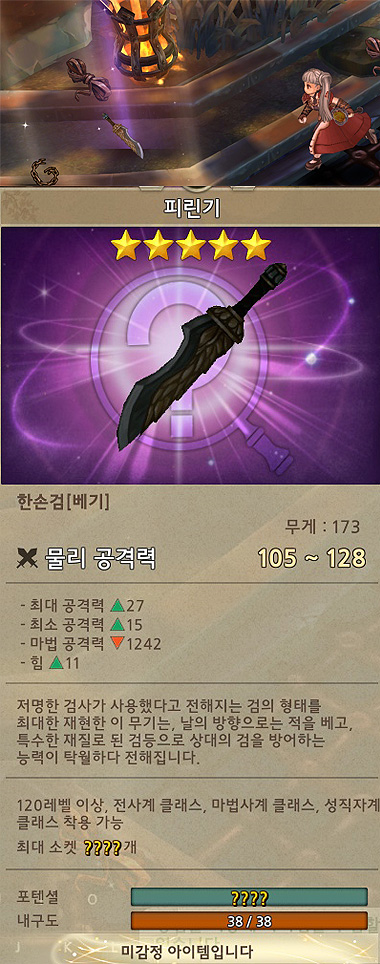 피린기
한손검[베기]
무게 : 173
물리 공격력 105 ~ 128
- 최대 공격력 ▲27
- 최소 공격력 ▲15
- 마법 공격력 ▼1242
- 힘 ▲11
저명한 검사가 사용했다고 전해지는 검의 형태를
최대한 재현한 이 무기는, 날의 방향으로는 적을 베고,
특수한 재질로 된 검등으로 상대의 검을 방어하는
능력이 탁월하다 전해집니다.
120레벨 이상, 전사계 클래스, 마법사계 클래스, 성직자계
클래스 착용 가능
최대 소켓 ????개
포텐셜 ????
내구도 38 / 38
미감정 아이템입니다